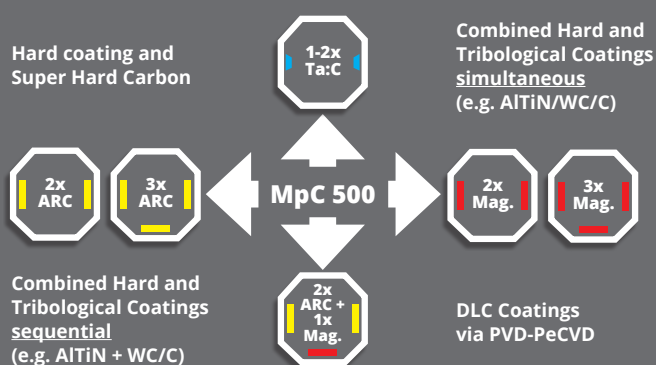 Hard coating and
Super Hard Carbon
1-2x
Ta:C
Combined Hard and
Tribological Coatings
simultaneous
(e.g. AlTiN/WC/C)
2x
ARC
3x
ARC
MpC 500
2x
Mag.
3x
Mag.
Combined Hard and
Tribological Coatings
sequential
(e.g. AlTiN + WC/C)
2x
ARC +
1x
Mag.
DLC Coatings
via PVD-PeCVD